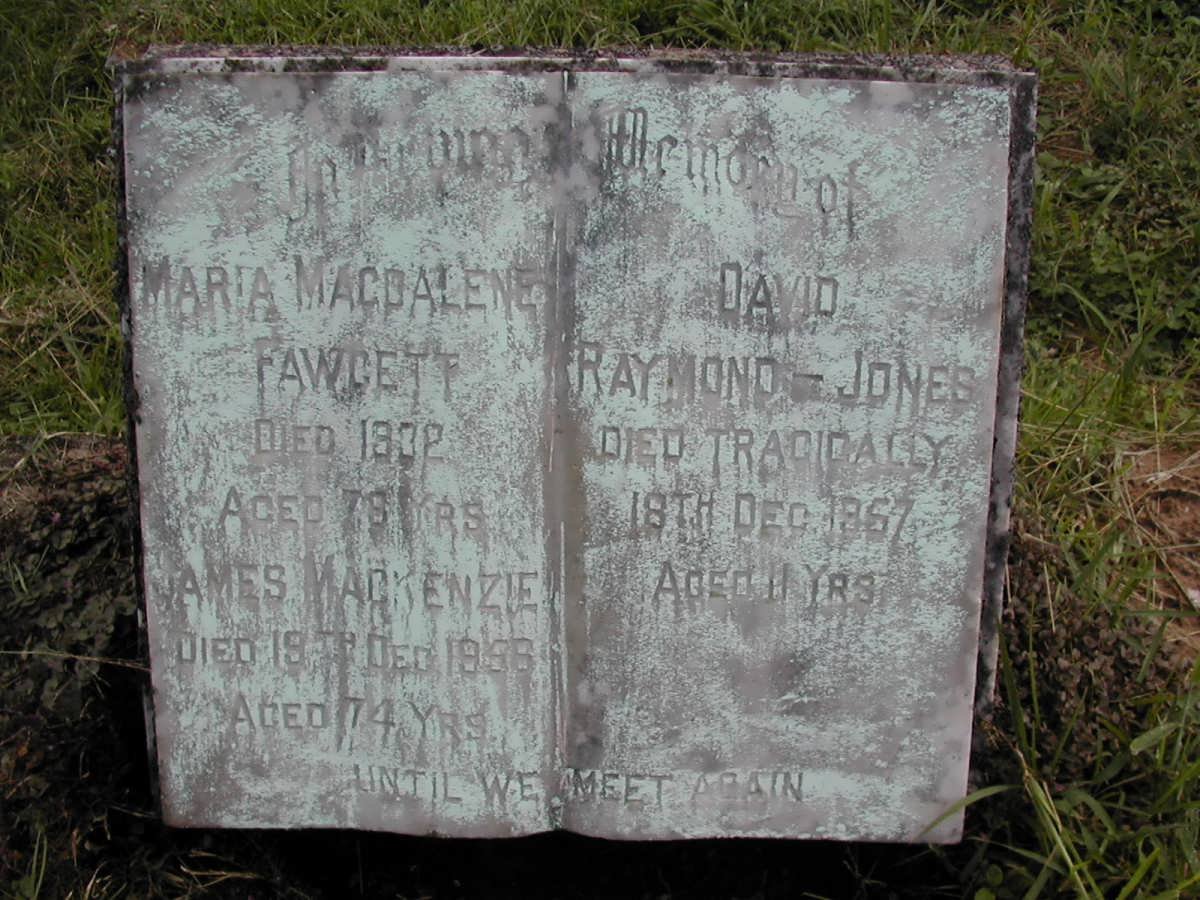 In Loving Memory of
MARIA MAGDALENE
FAWCETT
DIED 1932
AGED 79 YRS
JAMES MACKENZIE
DIED 19TH DEC 1956
AGED 74 YRS
DAVID
RAYMOND-JONES
DIED TRAGICALLY
18TH DEC 1967
AGED 11 YRS
UNTIL WE MEET AGAIN